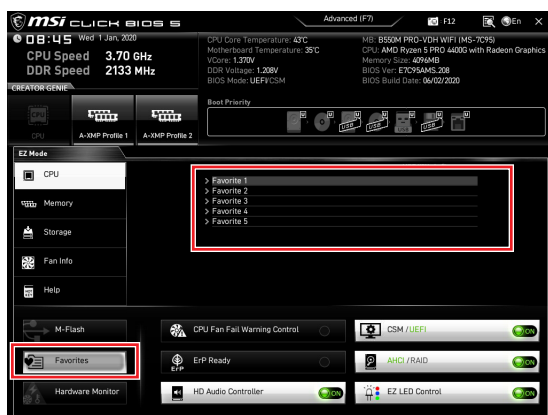 msi CLICK BIOS 5
Advanced (F7)
F12
En
X
08:45 Wed 1 Jan, 2020
CPU Speed 3.70 GHz
DDR Speed 2133 MHz
CPU Core Temperature: 43°C
Motherboard Temperature: 35°C
VCore: 1.370V
DDR Voltage: 1.208V
BIOS Mode: UEFI/CSM
MB: B550M PRO-VDH WIFI (MS-7C95)
CPU: AMD Ryzen 5 PRO 4400G with Radeon Graphics
Memory Size: 4096MB
BIOS Ver: E7C95AMS.208
BIOS Build Date: 06/02/2020
CREATOR GENIE
CPU
CPU
A-XMP Profile 1
A-XMP Profile 2
Boot Priority
U U U U U U U
USB USB USB USB
EZ Mode
CPU
Memory
Storage
Fan Info
Help
> Favorite 1
> Favorite 2
> Favorite 3
> Favorite 4
> Favorite 5
M-Flash
Favorites
Hardware Monitor
CPU Fan Fail Warning Control
ErP
ErP Ready
HD Audio Controller
ON
CSM /UEFI
ON
AHCI /RAID
ON
EZ LED Control
ON